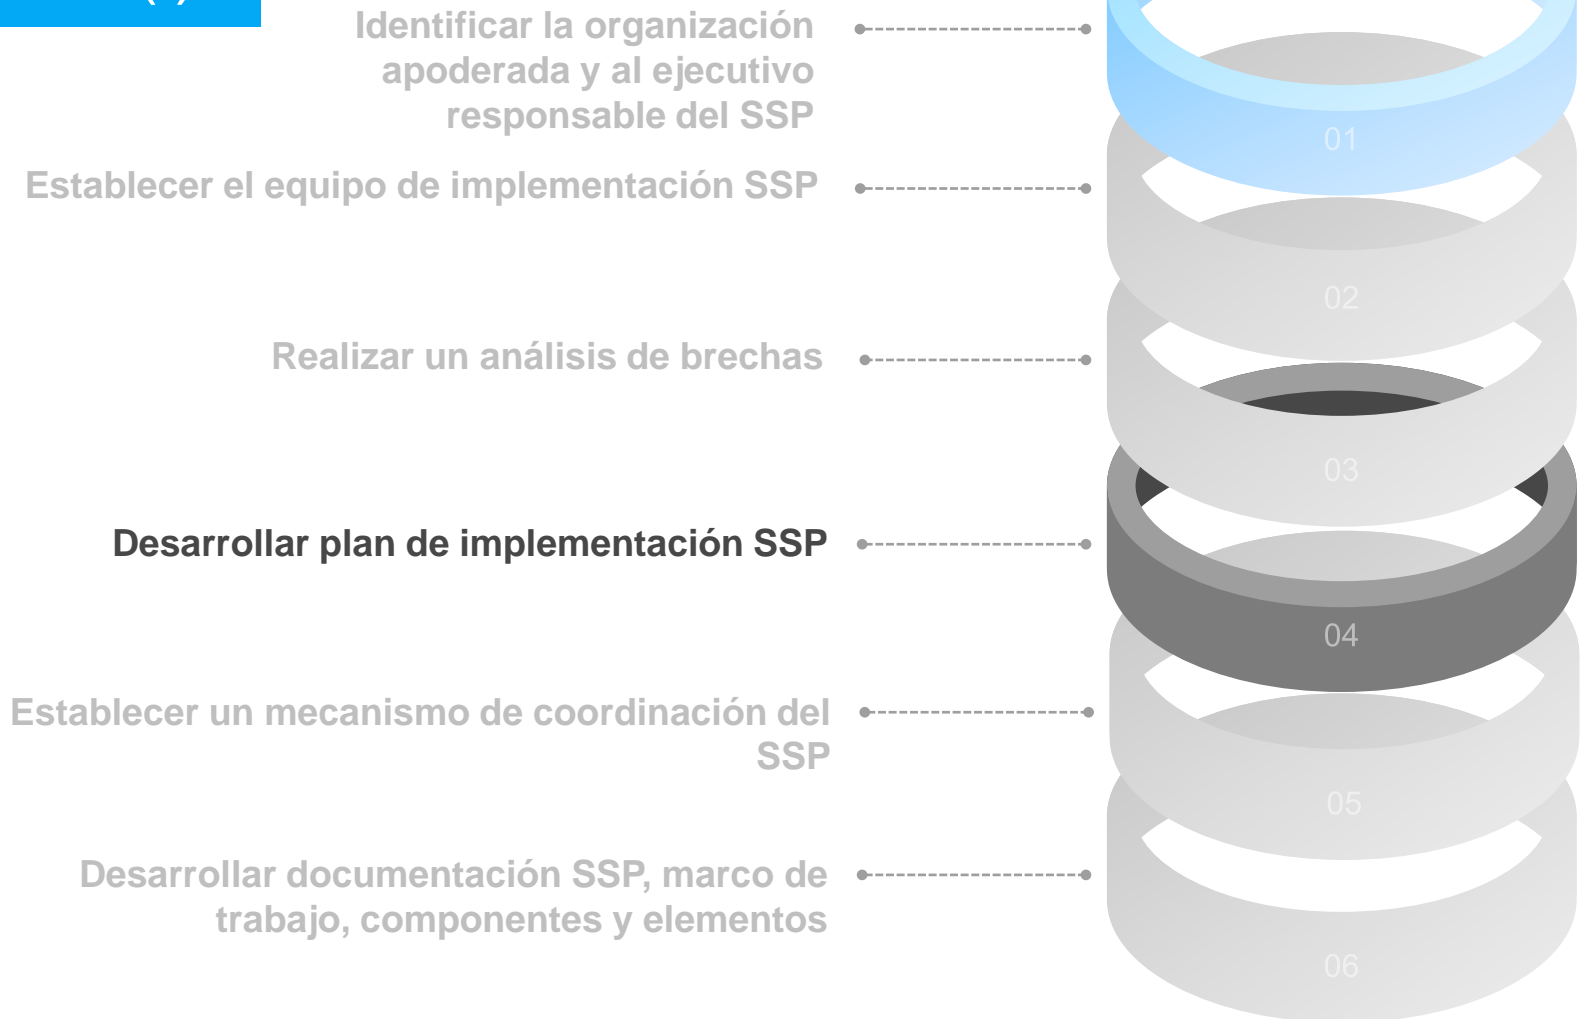 Identificar la organización
apoderada y al ejecutivo
responsable del SSP
01
Establecer el equipo de implementación SSP
02
Realizar un análisis de brechas
03
Desarrollar plan de implementación SSP
04
Establecer un mecanismo de coordinación del
SSP
05
Desarrollar documentación SSP, marco de
trabajo, componentes y elementos
06